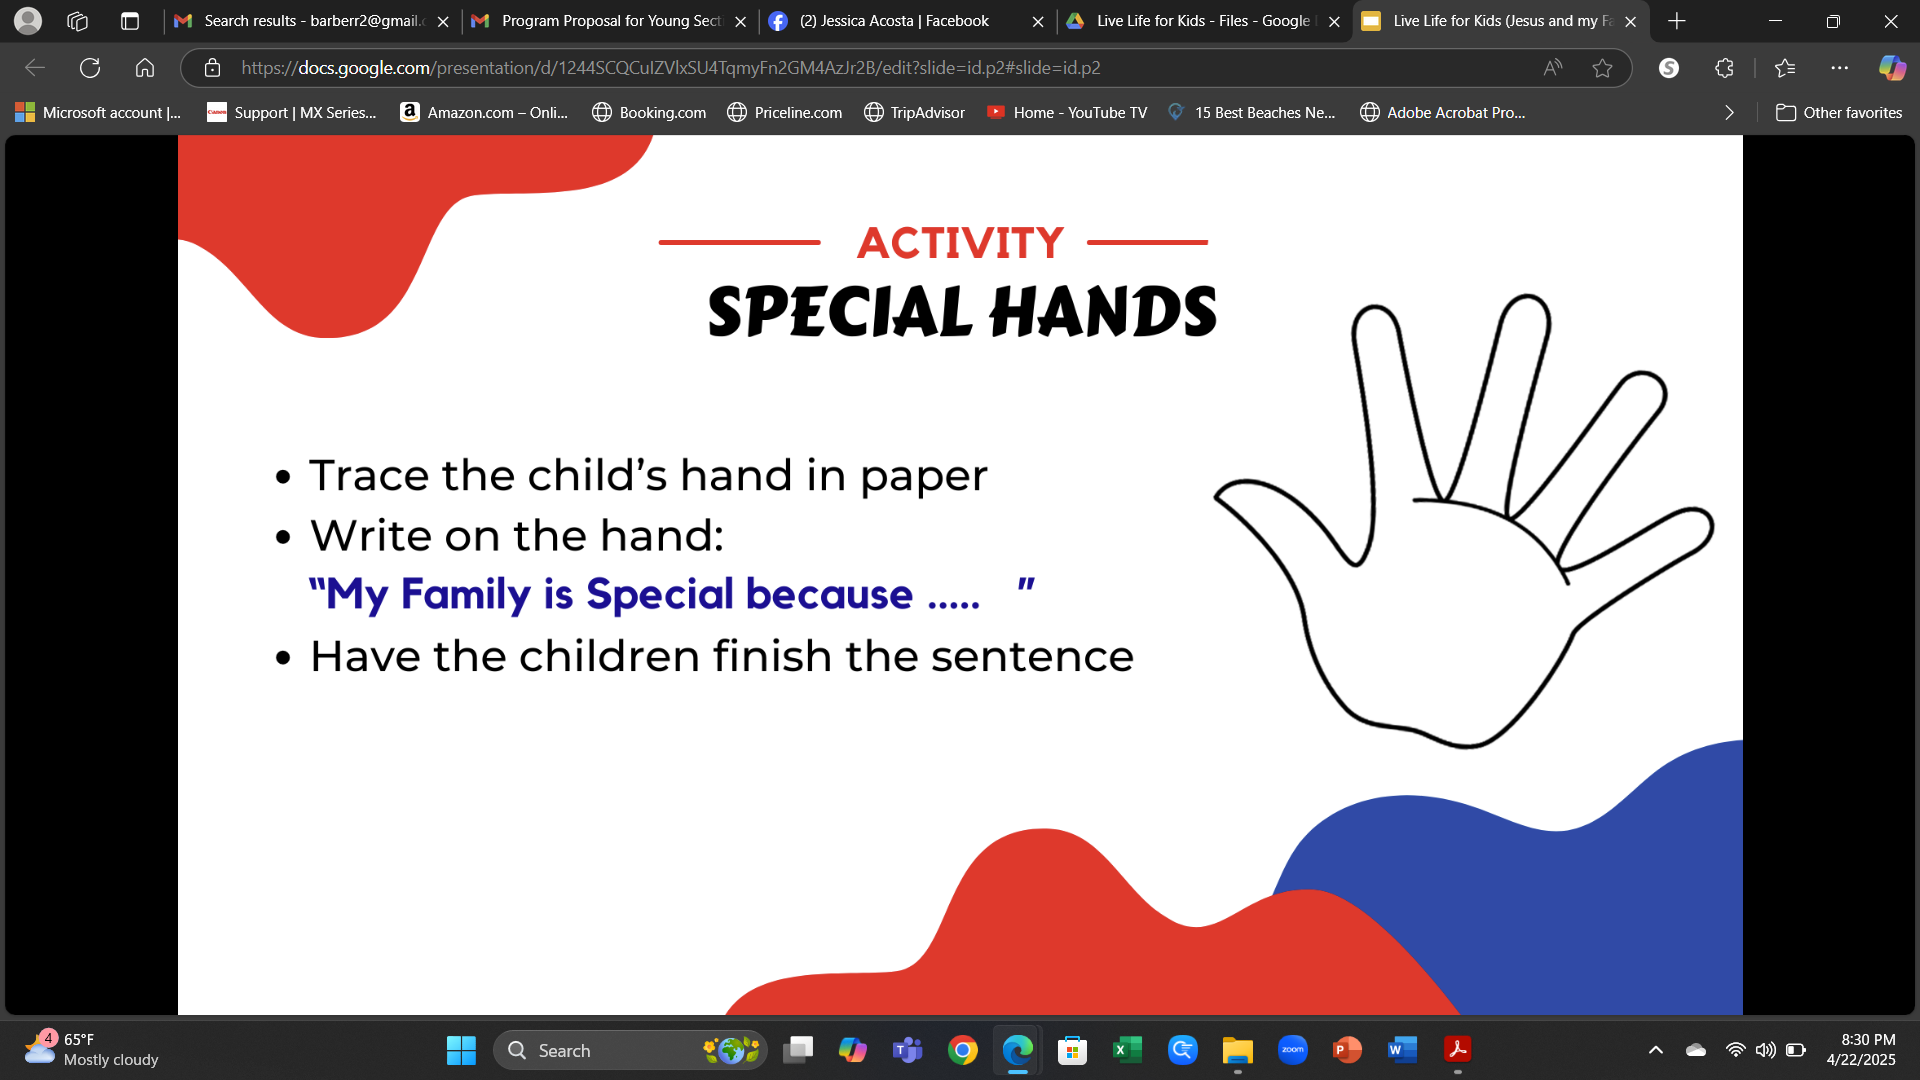 Search results - barberr2@gmail.c
Program Proposal for Young Secti
(2) Jessica Acosta | Facebook
Live Life for Kids - Files - Google
Live Life for Kids (Jesus and my Fa
https://docs.google.com/presentation/d/1244SCQCuIZVlxSU4TqmyFn2GM4AzJr2B/edit?slide=id.p2#slide=id.p2
Microsoft account |...
Support | MX Series...
Amazon.com – Onli...
Booking.com
Priceline.com
TripAdvisor
Home - YouTube TV
15 Best Beaches Ne...
Adobe Acrobat Pro...
Other favorites
ACTIVITY
SPECIAL HANDS
• Trace the child’s hand in paper
• Write on the hand:
“My Family is Special because ..... ”
• Have the children finish the sentence
4
65°F
Mostly cloudy
Search
zoom
8:30 PM
4/22/2025